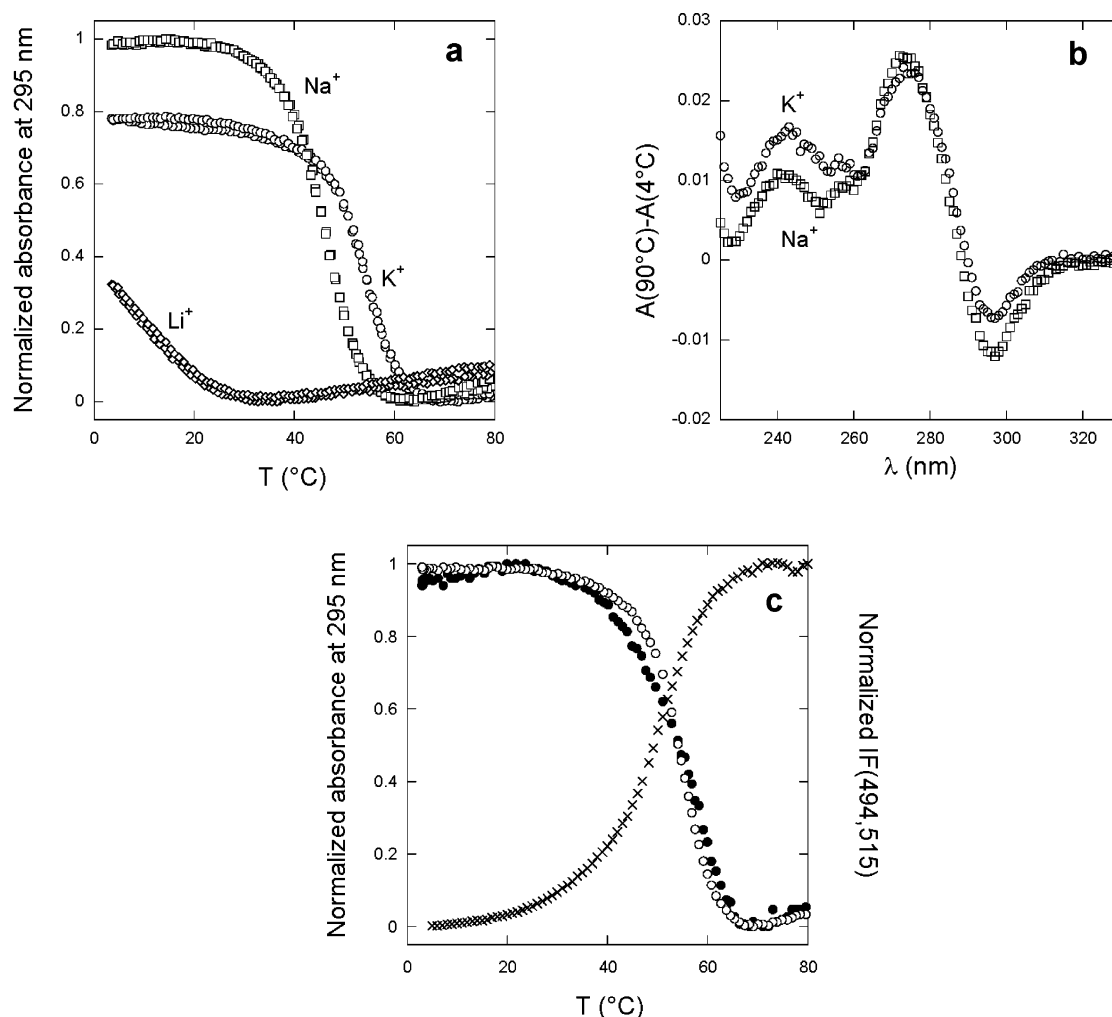 a
Normalized absorbance at 295 nm
1
0.8
0.6
0.4
0.2
0
Na⁺
K⁺
Li⁺
0
20
40
60
80
T (°C)
b
A(90°C)-A(4°C)
0.03
0.02
0.01
0
-0.01
-0.02
K⁺
Na⁺
240
260
280
300
320
λ (nm)
c
Normalized absorbance at 295 nm
1
0.8
0.6
0.4
0.2
0
Normalized IF(494,515)
0
20
40
60
80
T (°C)